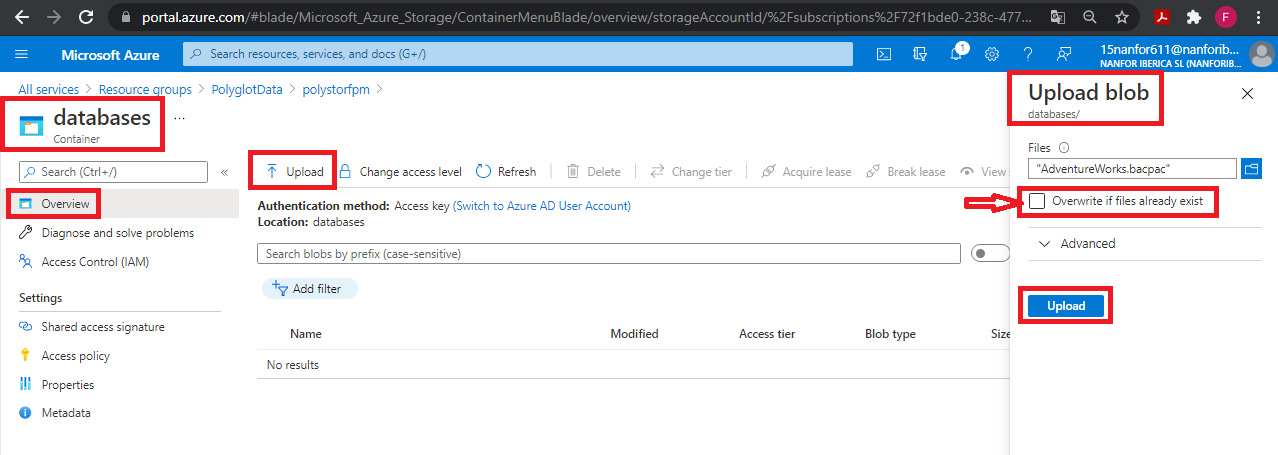 portal.azure.com/#blade/Microsoft_Azure_Storage/ContainerMenuBlade/overview/storageAccountId/%2Fsubscriptions%2F72f1bde0-238c-477...
F
Microsoft Azure
Search resources, services, and docs (G+/)
1
15nanfor611@nanforib...
NANFOR IBERICA SL (NANFORIB...
All services > Resource groups > PolyglotData > polystorfpm >
databases
...
Container
Search (Ctrl+/)
«
Overview
Diagnose and solve problems
Access Control (IAM)
Settings
Shared access signature
Access policy
Properties
Metadata
Upload
Change access level
Refresh
Delete
Change tier
Acquire lease
Break lease
View
Authentication method: Access key (Switch to Azure AD User Account)
Location: databases
Search blobs by prefix (case-sensitive)
Add filter
Name Modified Access tier Blob type Size
No results
Upload blob
databases/
Files
"AdventureWorks.bacpac"
Overwrite if files already exist
Advanced
Upload